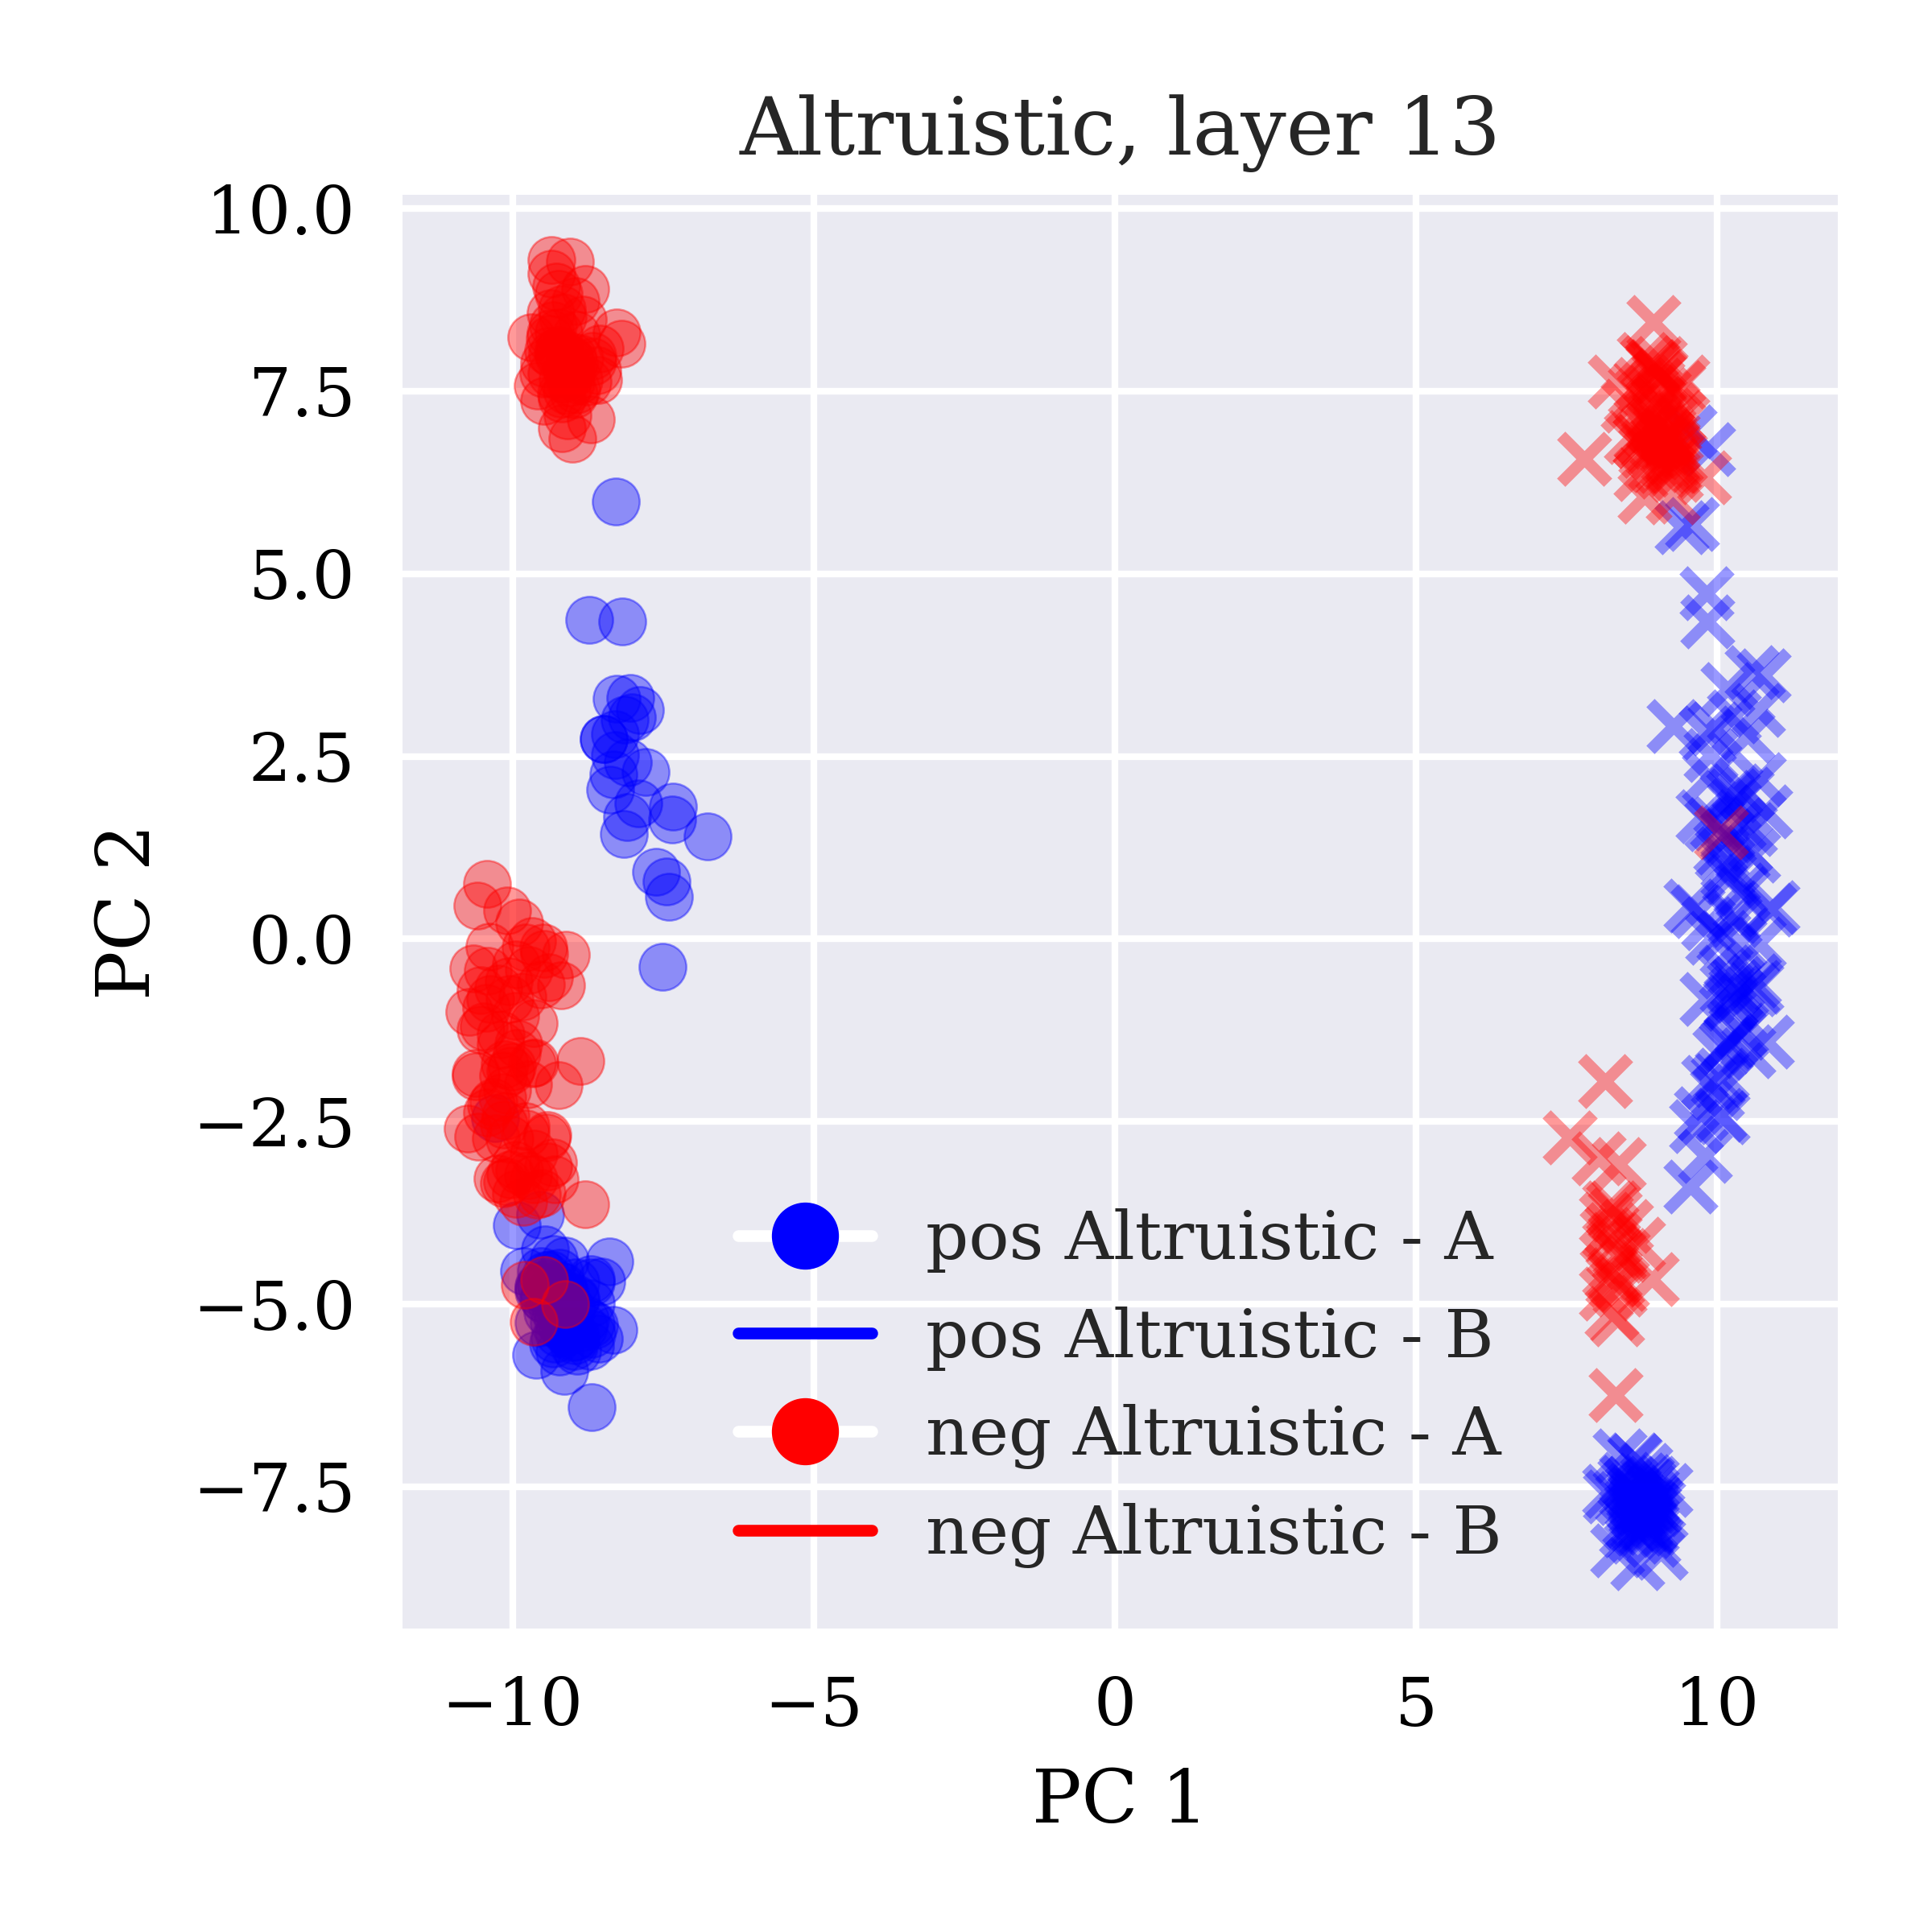 Altruistic, layer 13
10.0
7.5
5.0
2.5
0.0
−2.5
−5.0
−7.5
PC 2
pos Altruistic - A
pos Altruistic - B
neg Altruistic - A
neg Altruistic - B
−10 −5 0 5 10
PC 1